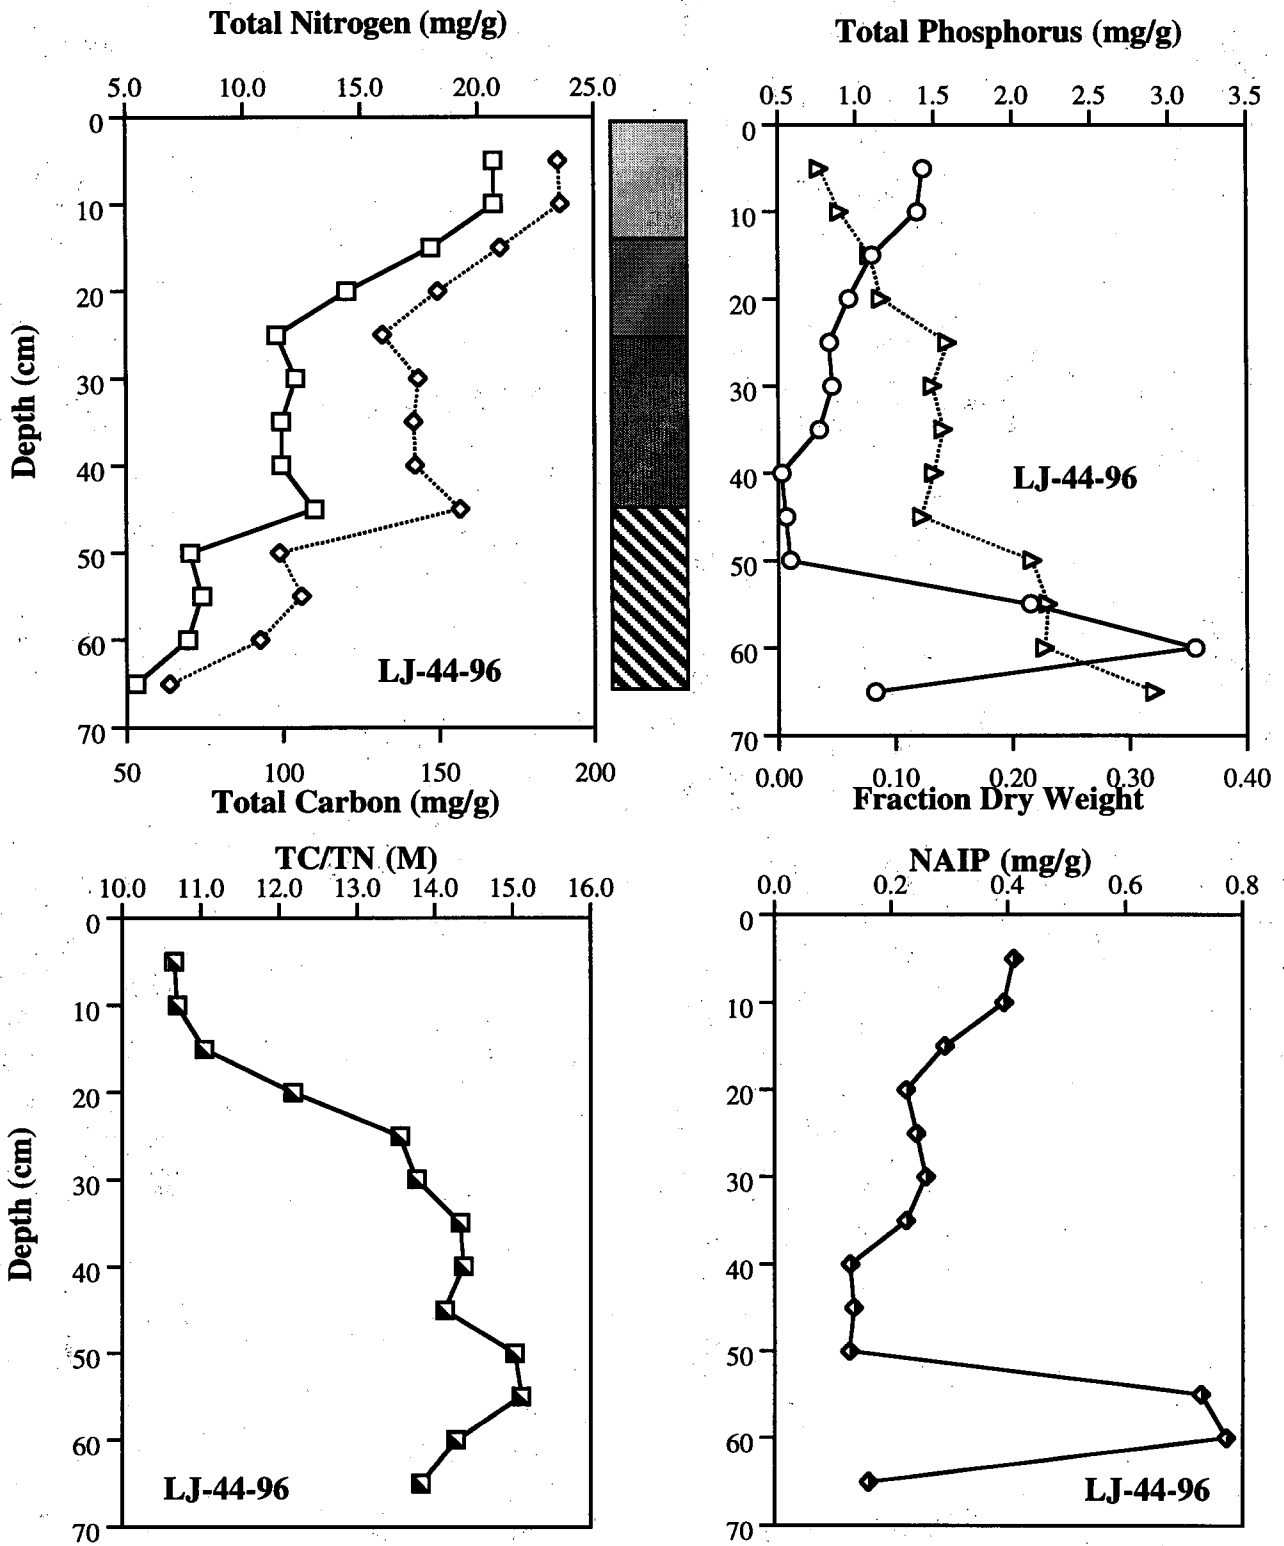 Total Nitrogen (mg/g)
5.0 10.0 15.0 20.0 25.0
0
10
20
30
40
50
60
70
Depth (cm)
LJ-44-96
50 100 150 200
Total Carbon (mg/g)
Total Phosphorus (mg/g)
0.5 1.0 1.5 2.0 2.5 3.0 3.5
0
10
20
30
40
50
60
70
LJ-44-96
0.00 0.10 0.20 0.30 0.40
Fraction Dry Weight
TC/TN (M)
10.0 11.0 12.0 13.0 14.0 15.0 16.0
0
10
20
30
40
50
60
70
Depth (cm)
LJ-44-96
NAIP (mg/g)
0.0 0.2 0.4 0.6 0.8
0
10
20
30
40
50
60
70
LJ-44-96